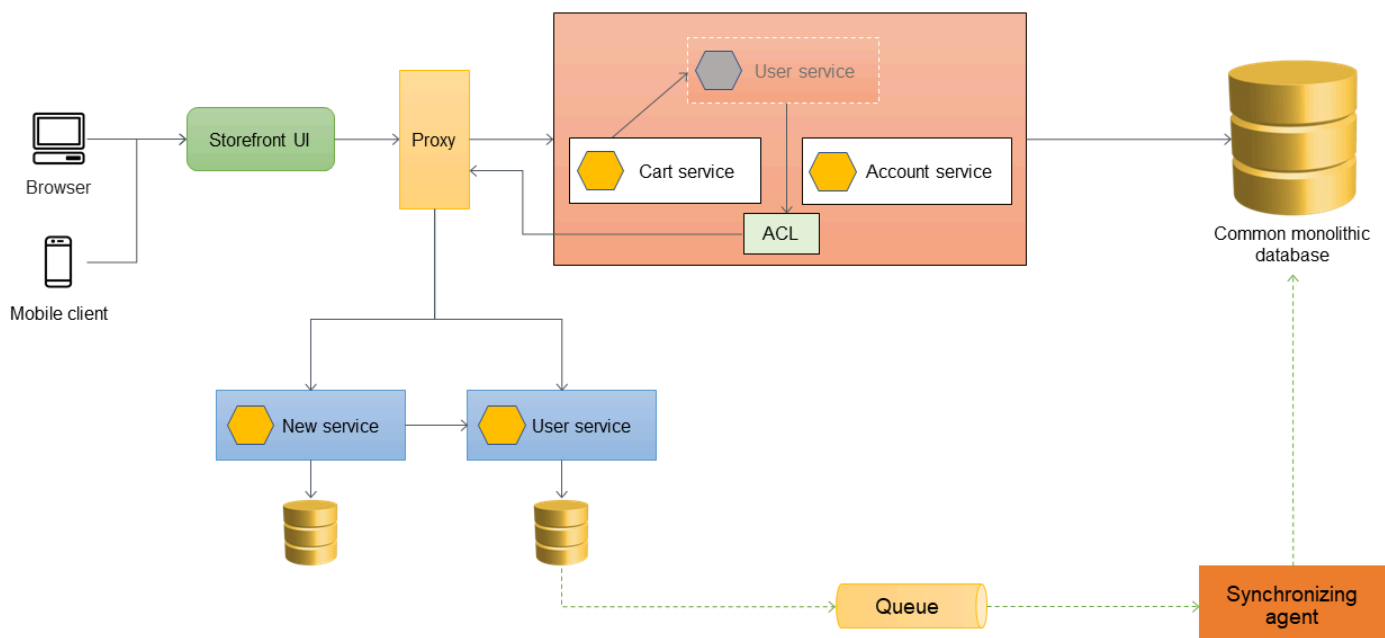 User service
Storefront UI
Proxy
Browser
Cart service
Account service
ACL
Common monolithic
database
Mobile client
New service
User service
Queue
Synchronizing
agent